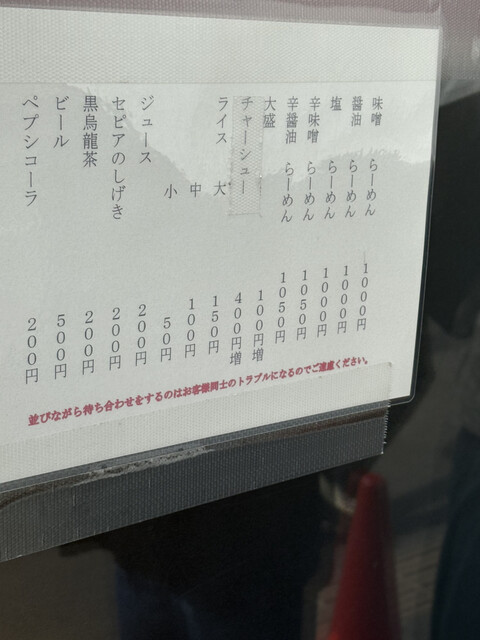 味噌 らーめん 1000円
醤油 らーめん 1000円
塩 らーめん 1000円
辛味噌 らーめん 1050円
辛醤油 らーめん 1050円
大盛 100円増
チャーシュー 400円増
ライス 大 150円
中 100円
小 50円
ジュース 200円
セピアのしげき 200円
黒烏龍茶 200円
ビール 500円
ペプシコーラ 200円
並びながら待ち合わせをするのはお客様同士のトラブルになるのでご遠慮ください。